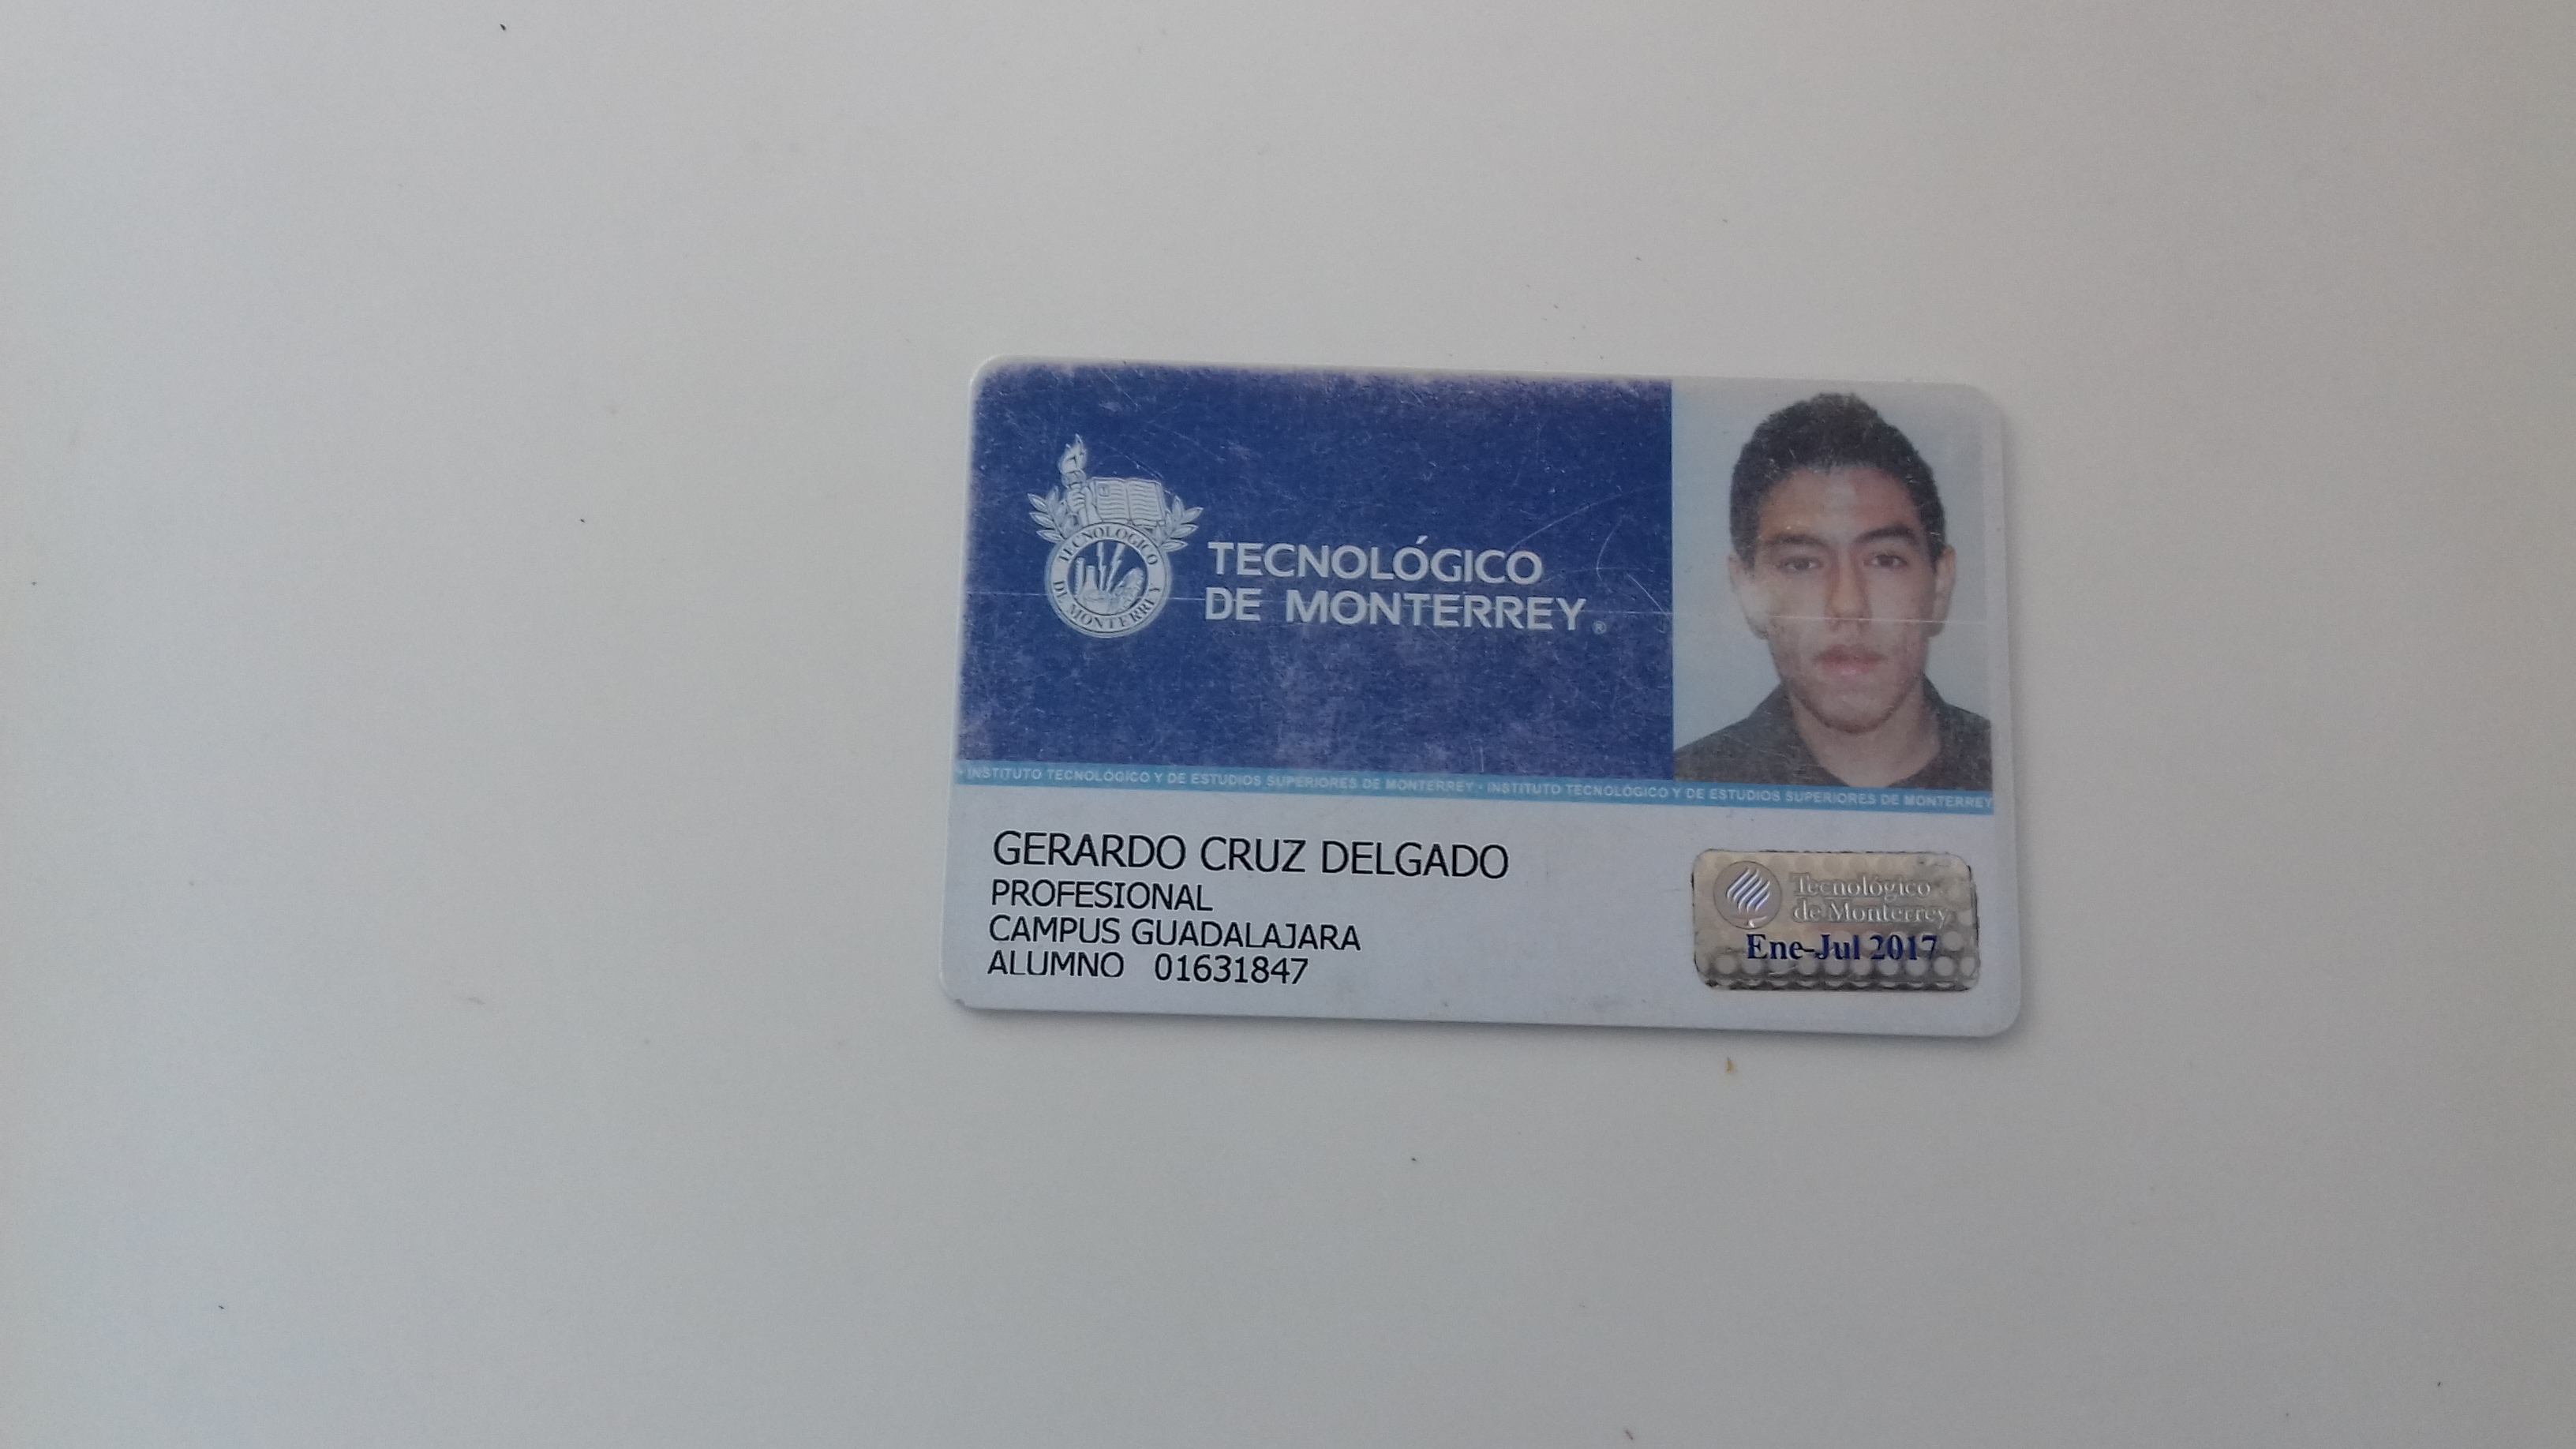 TECNOLÓGICO
DE MONTERREY®
TECNOLOGICO
DE MONTERREY
• INSTITUTO TECNOLÓGICO Y DE ESTUDIOS SUPERIORES DE MONTERREY • INSTITUTO TECNOLÓGICO Y DE ESTUDIOS SUPERIORES DE MONTERREY
GERARDO CRUZ DELGADO
PROFESIONAL
CAMPUS GUADALAJARA
ALUMNO 01631847
Tecnológico
de Monterrey
Ene-Jul 2017